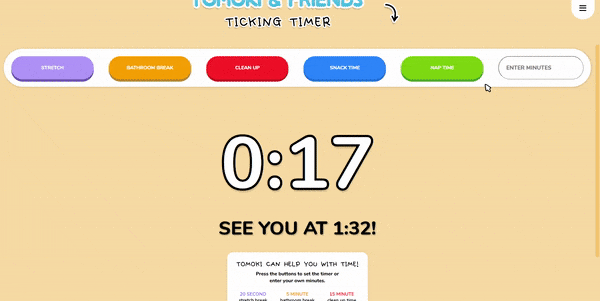 TOMOKI & FRIENDS
TICKING TIMER
STRETCH
BATHROOM BREAK
CLEAN UP
SNACK TIME
NAP TIME
ENTER MINUTES
0:17
SEE YOU AT 1:32!
TOMOKI CAN HELP YOU WITH TIME!
Press the buttons to set the timer or
enter your own minutes.
20 SECOND
5 MINUTE
15 MINUTE
stretch break
bathroom break
clean up time